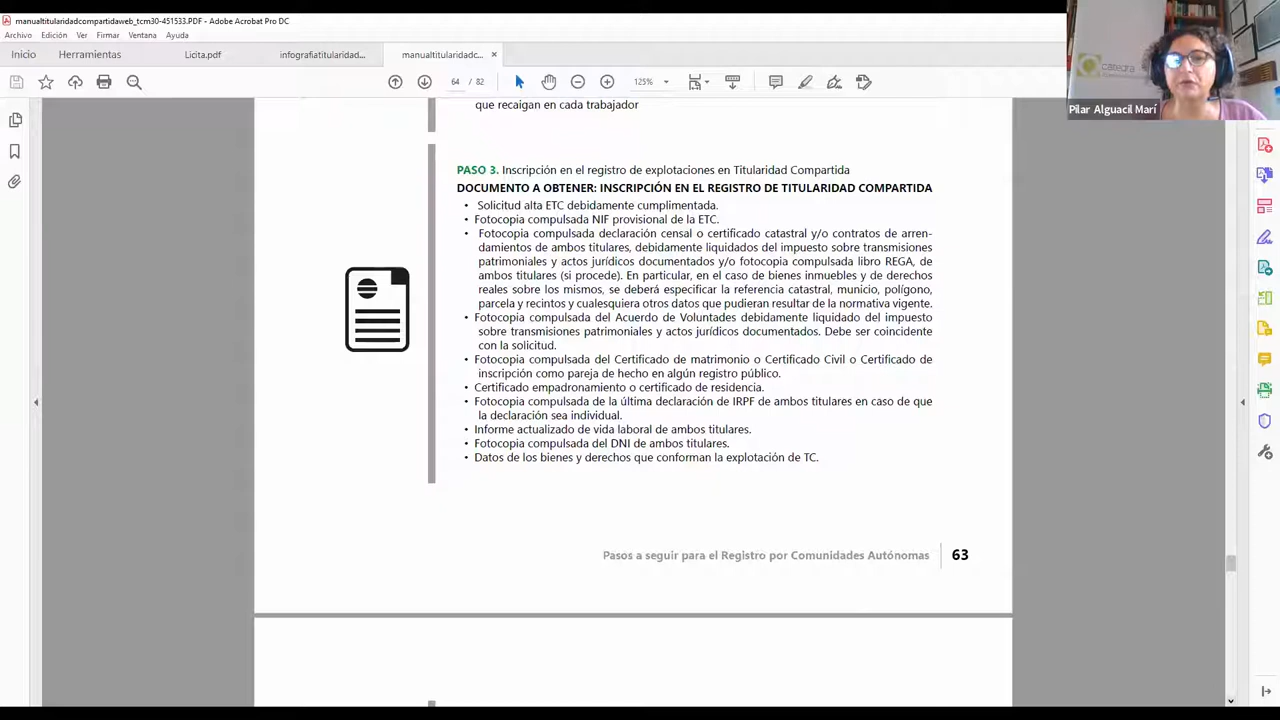 manualtitularidadcompartidaweb_tcm30-451533.PDF - Adobe Acrobat Pro DC
Archivo Edición Ver Firmar Ventana Ayuda
Inicio Herramientas Licita.pdf infografiatitularidad... manualtitularidadc... ×
64 / 82 125%
cátedra
Pilar Alguacil Marí
que recaigan en cada trabajador
PASO 3. Inscripción en el registro de explotaciones en Titularidad Compartida
DOCUMENTO A OBTENER: INSCRIPCIÓN EN EL REGISTRO DE TITULARIDAD COMPARTIDA
• Solicitud alta ETC debidamente cumplimentada.
• Fotocopia compulsada NIF provisional de la ETC.
• Fotocopia compulsada declaración censal o certificado catastral y/o contratos de arren-
damientos de ambos titulares, debidamente liquidados del impuesto sobre transmisiones
patrimoniales y actos jurídicos documentados y/o fotocopia compulsada libro REGA, de
ambos titulares (si procede). En particular, en el caso de bienes inmuebles y de derechos
reales sobre los mismos, se deberá especificar la referencia catastral, municio, polígono,
parcela y recintos y cualesquiera otros datos que pudieran resultar de la normativa vigente.
• Fotocopia compulsada del Acuerdo de Voluntades debidamente liquidado del impuesto
sobre transmisiones patrimoniales y actos jurídicos documentados. Debe ser coincidente
con la solicitud.
• Fotocopia compulsada del Certificado de matrimonio o Certificado Civil o Certificado de
inscripción como pareja de hecho en algún registro público.
• Certificado empadronamiento o certificado de residencia.
• Fotocopia compulsada de la última declaración de IRPF de ambos titulares en caso de que
la declaración sea individual.
• Informe actualizado de vida laboral de ambos titulares.
• Fotocopia compulsada del DNI de ambos titulares.
• Datos de los bienes y derechos que conforman la explotación de TC.
Pasos a seguir para el Registro por Comunidades Autónomas 63